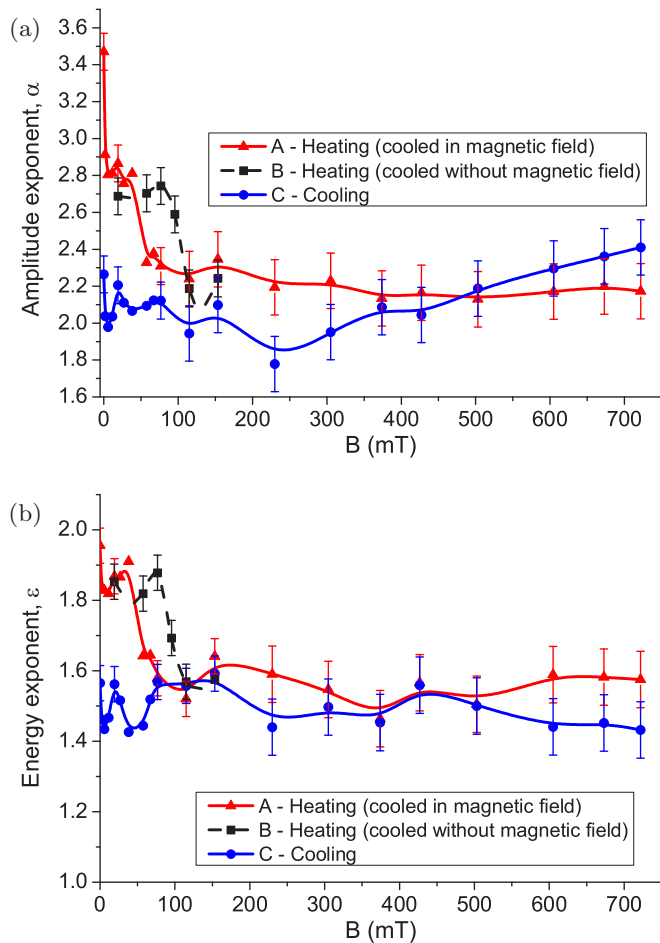 (a)
3.6
3.4
3.2
3.0
2.8
2.6
2.4
2.2
2.0
1.8
1.6
Amplitude exponent, α
A - Heating (cooled in magnetic field)
B - Heating (cooled without magnetic field)
C - Cooling
0 100 200 300 400 500 600 700
B (mT)
(b)
2.0
1.8
1.6
1.4
1.2
1.0
Energy exponent, ε
A - Heating (cooled in magnetic field)
B - Heating (cooled without magnetic field)
C - Cooling
0 100 200 300 400 500 600 700
B (mT)